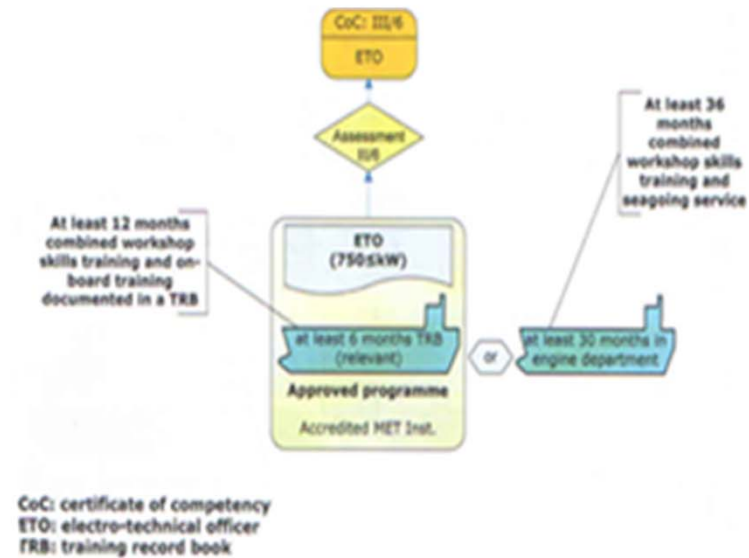 CoC: III/6
ETO
Assessment
III/6
At least 36
months
combined
workshop skills
training and
seagoing service
At least 12 months
combined workshop
skills training and on-
board training
documented in a TRB
ETO
(750≤kW)
at least 6 months TRB
(relevant)
or
at least 30 months in
engine department
Approved programme
Accredited MET Inst.
CoC: certificate of competency
ETO: electro-technical officer
TRB: training record book